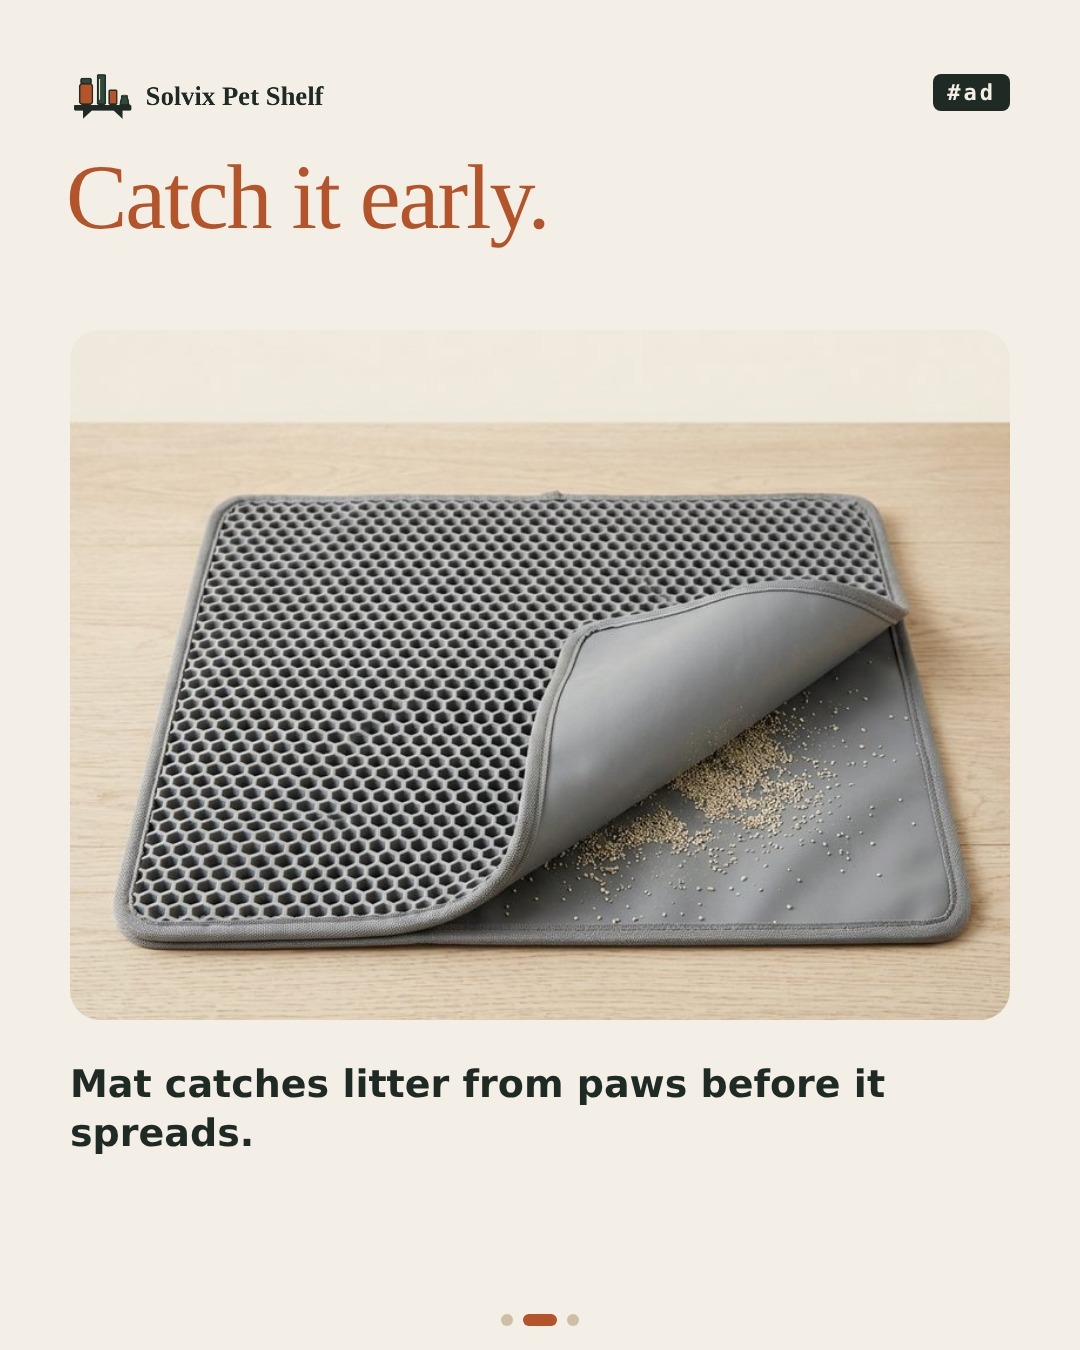 Solvix Pet Shelf
#ad
Catch it early.
Mat catches litter from paws before it
spreads.